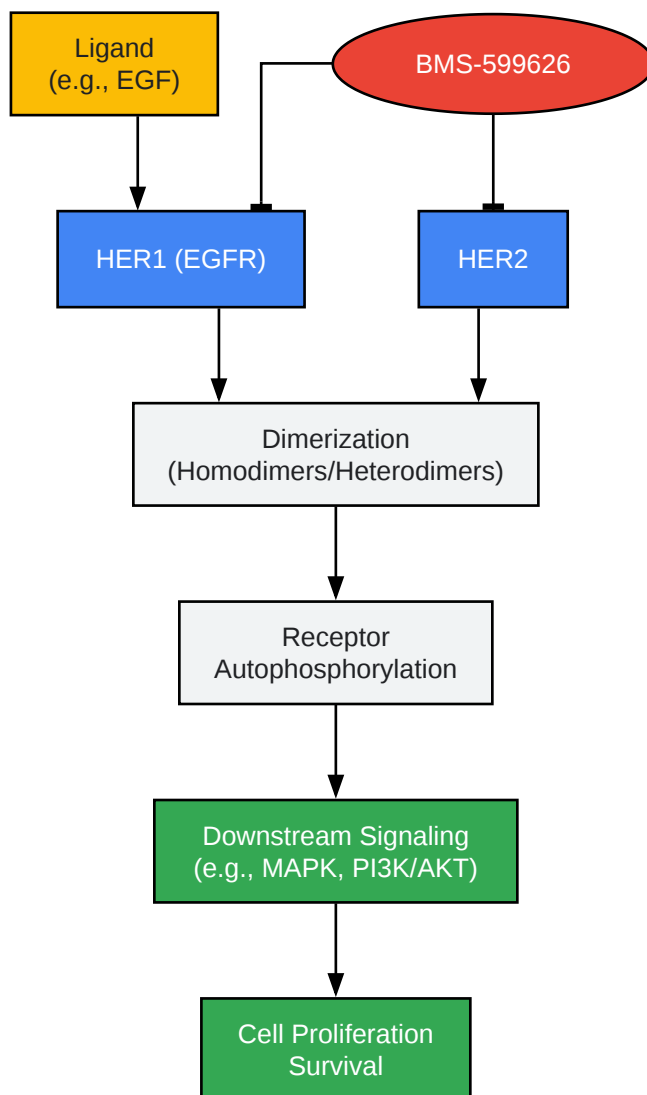 Ligand
(e.g., EGF)
BMS-599626
HER1 (EGFR)
HER2
Dimerization
(Homodimers/Heterodimers)
Receptor
Autophosphorylation
Downstream Signaling
(e.g., MAPK, PI3K/AKT)
Cell Proliferation
Survival